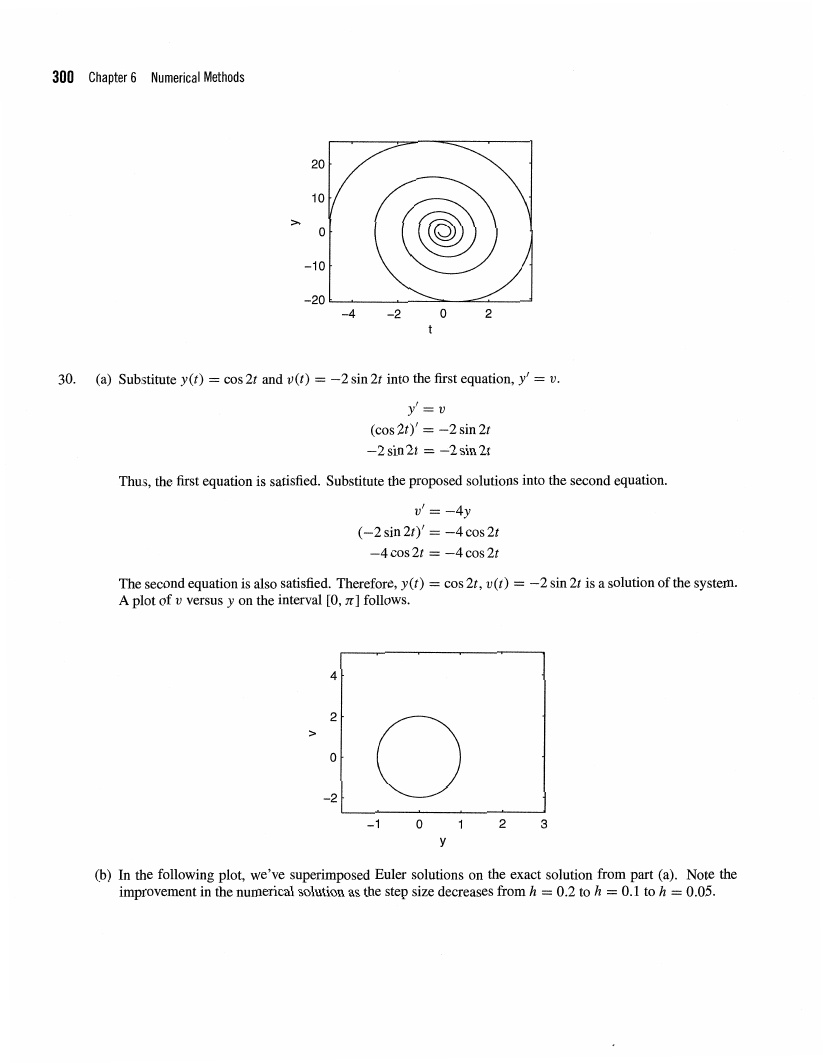 300 Chapter 6 Numerical Methods
20
10
y
0
−10
−20
−4 −2 0 2
t
30. (a) Substitute y(t) = cos 2t and v(t) = −2 sin 2t into the first equation, y′ = v.
y′ = v
(cos 2t)′ = −2 sin 2t
−2 sin 2t = −2 sin 2t
Thus, the first equation is satisfied. Substitute the proposed solutions into the second equation.
v′ = −4y
(−2 sin 2t)′ = −4 cos 2t
−4 cos 2t = −4 cos 2t
The second equation is also satisfied. Therefore, y(t) = cos 2t, v(t) = −2 sin 2t is a solution of the system.
A plot of v versus y on the interval [0, π] follows.
4
2
v
0
−2
−1 0 1 2 3
y
(b) In the following plot, we've superimposed Euler solutions on the exact solution from part (a). Note the
improvement in the numerical solution as the step size decreases from h = 0.2 to h = 0.1 to h = 0.05.